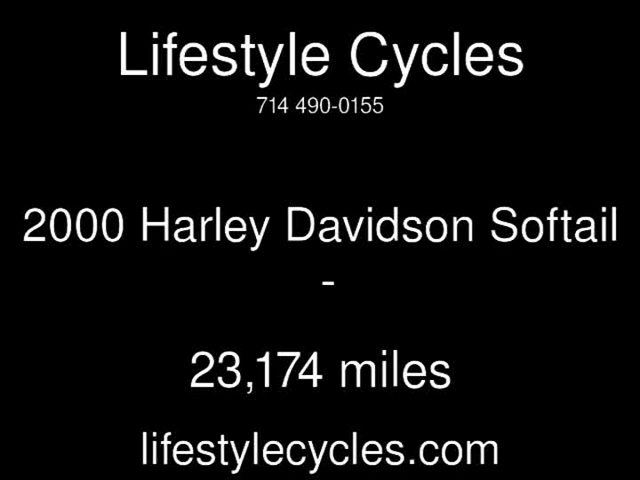 Lifestyle Cycles
714 490-0155
2000 Harley Davidson Softail
-
23,174 miles
lifestylecycles.com